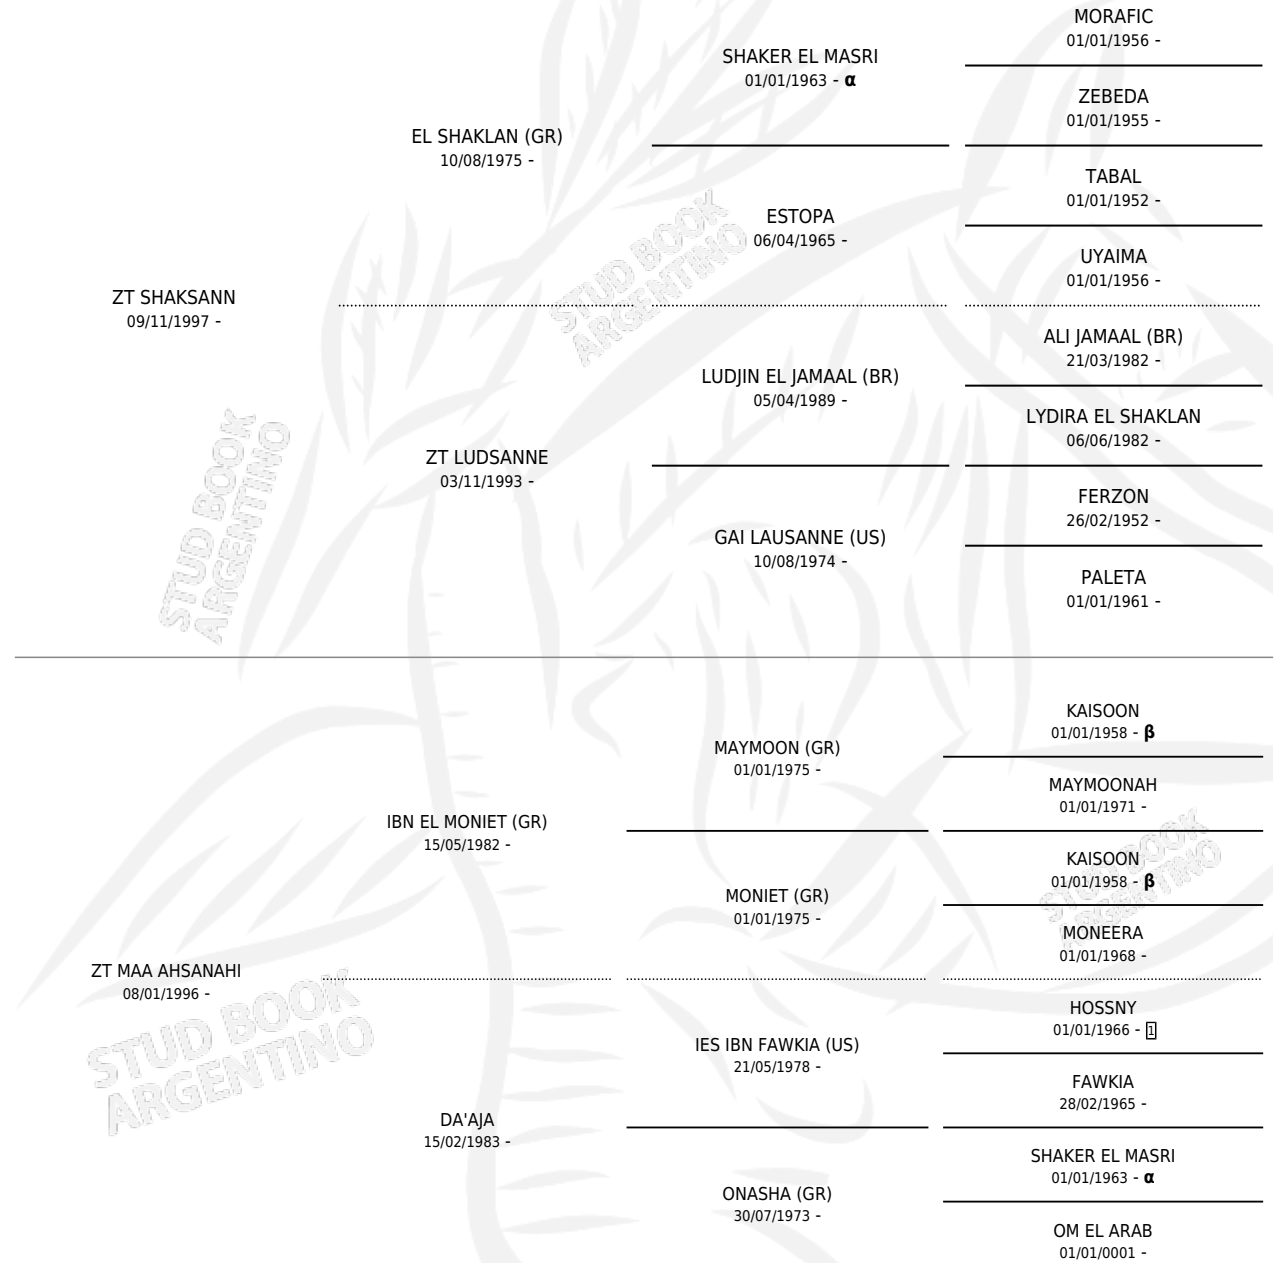 MORAFIC
01/01/1956 -
SHAKER EL MASRI
01/01/1963 - α
ZEBEDA
01/01/1955 -
EL SHAKLAN (GR)
10/08/1975 -
TABAL
01/01/1952 -
ESTOPA
06/04/1965 -
UYAIMA
01/01/1956 -
ZT SHAKSANN
09/11/1997 -
STUD BOOK
ARGENTINO
ALI JAMAAL (BR)
21/03/1982 -
LUDJIN EL JAMAAL (BR)
05/04/1989 -
LYDIRA EL SHAKLAN
06/06/1982 -
ZT LUDSANNE
03/11/1993 -
FERZON
26/02/1952 -
GAI LAUSANNE (US)
10/08/1974 -
PALETA
01/01/1961 -
STUD BOOK
ARGENTINO
KAISOON
01/01/1958 - β
MAYMOON (GR)
01/01/1975 -
MAYMOONAH
01/01/1971 -
IBN EL MONIET (GR)
15/05/1982 -
KAISOON
01/01/1958 - β
MONIET (GR)
01/01/1975 -
MONEERA
01/01/1968 -
STUD BOOK
ARGENTINO
ZT MAA AHSANAHI
08/01/1996 -
HOSSNY
01/01/1966 - 1
IES IBN FAWKIA (US)
21/05/1978 -
FAWKIA
28/02/1965 -
STUD BOOK
ARGENTINO
DA'AJA
15/02/1983 -
SHAKER EL MASRI
01/01/1963 - α
ONASHA (GR)
30/07/1973 -
OM EL ARAB
01/01/0001 -